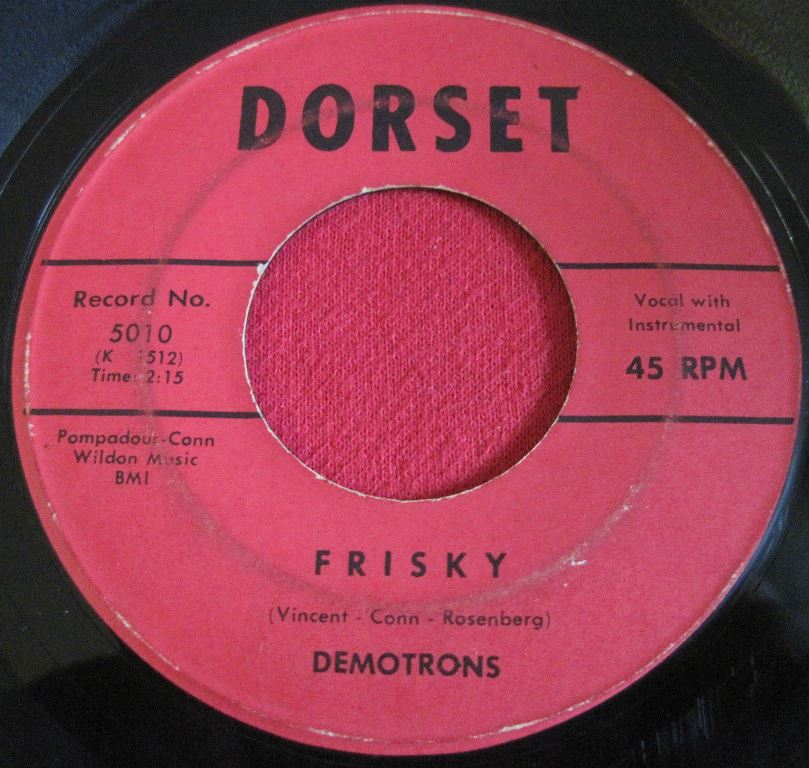 DORSET
Record No.
5010
(K 1512)
Time: 2:15
Pompadour-Conn
Wildon Music
BMI
Vocal with
Instrumental
45 RPM
FRISKY
(Vincent - Conn - Rosenberg)
DEMOTRONS